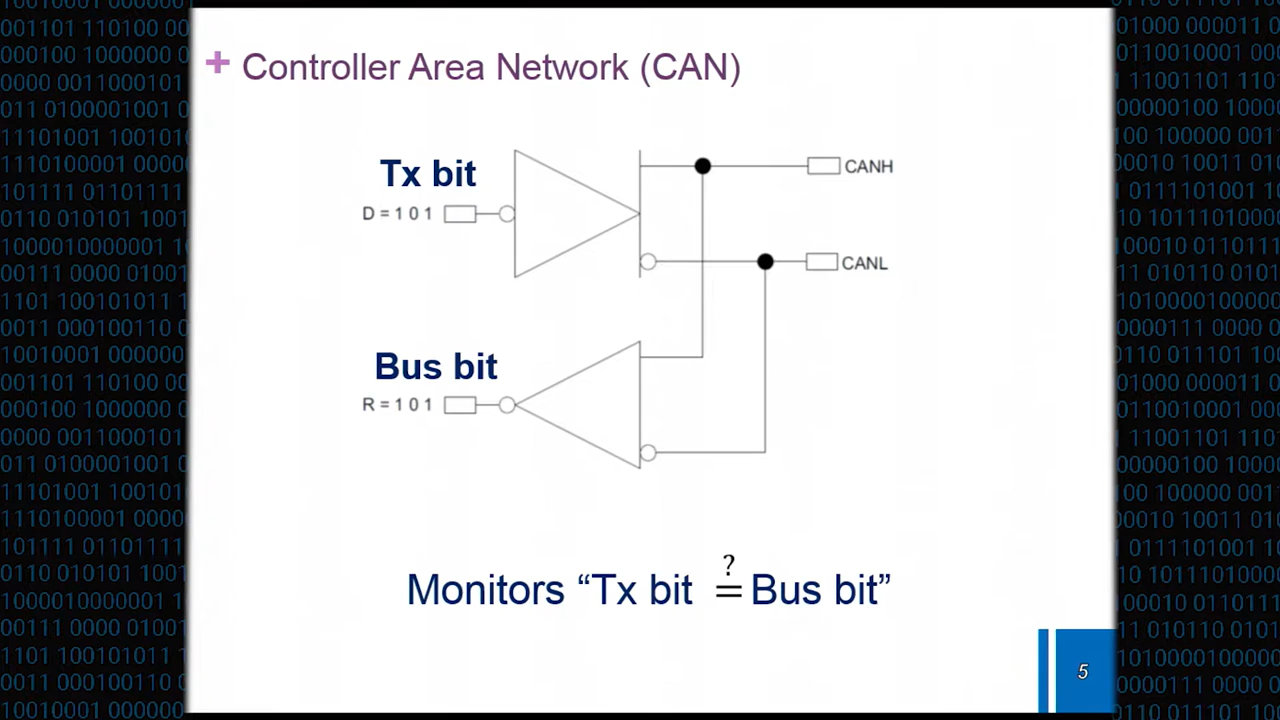 + Controller Area Network (CAN)
Tx bit
D = 1 0 1
CANH
CANL
Bus bit
R = 1 0 1
?
Monitors “Tx bit = Bus bit”
5